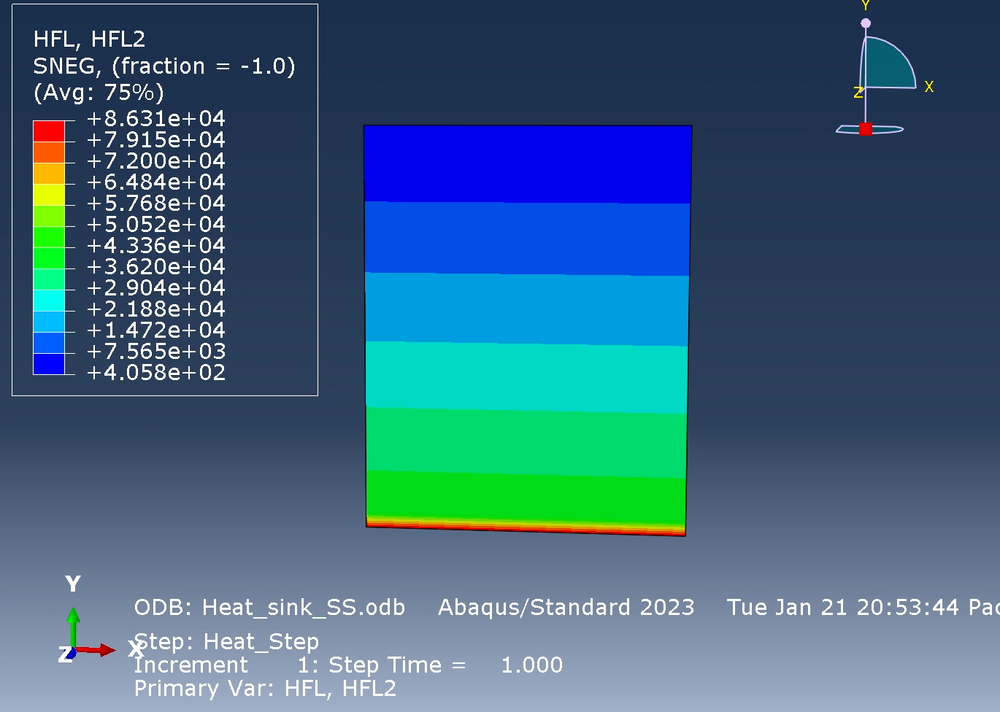 HFL, HFL2
SNEG, (fraction = -1.0)
(Avg: 75%)
+8.631e+04
+7.915e+04
+7.200e+04
+6.484e+04
+5.768e+04
+5.052e+04
+4.336e+04
+3.620e+04
+2.904e+04
+2.188e+04
+1.472e+04
+7.565e+03
+4.058e+02
Y
X
Z
Y
X
Z
ODB: Heat_sink_SS.odb Abaqus/Standard 2023 Tue Jan 21 20:53:44
Step: Heat_Step
Increment 1: Step Time = 1.000
Primary Var: HFL, HFL2